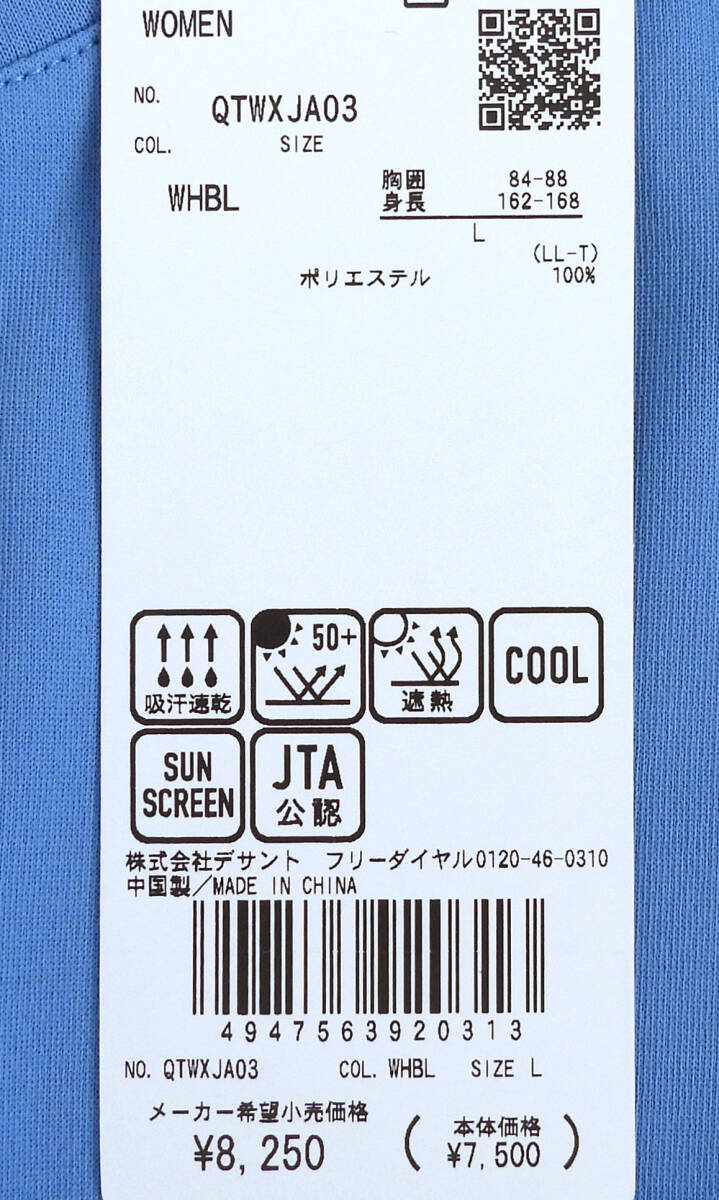 WOMEN
NO. QTWXJA03
COL. SIZE
WHBL
胸囲 84-88
身長 162-168
L
(LL-T)
ポリエステル 100%
吸汗速乾
50+
遮熱
COOL
SUN
SCREEN
JTA
公認
株式会社デサント フリーダイヤル0120-46-0310
中国製/MADE IN CHINA
4947563920313
NO. QTWXJA03 COL. WHBL SIZE L
メーカー希望小売価格
¥8,250
(本体価格
¥7,500)